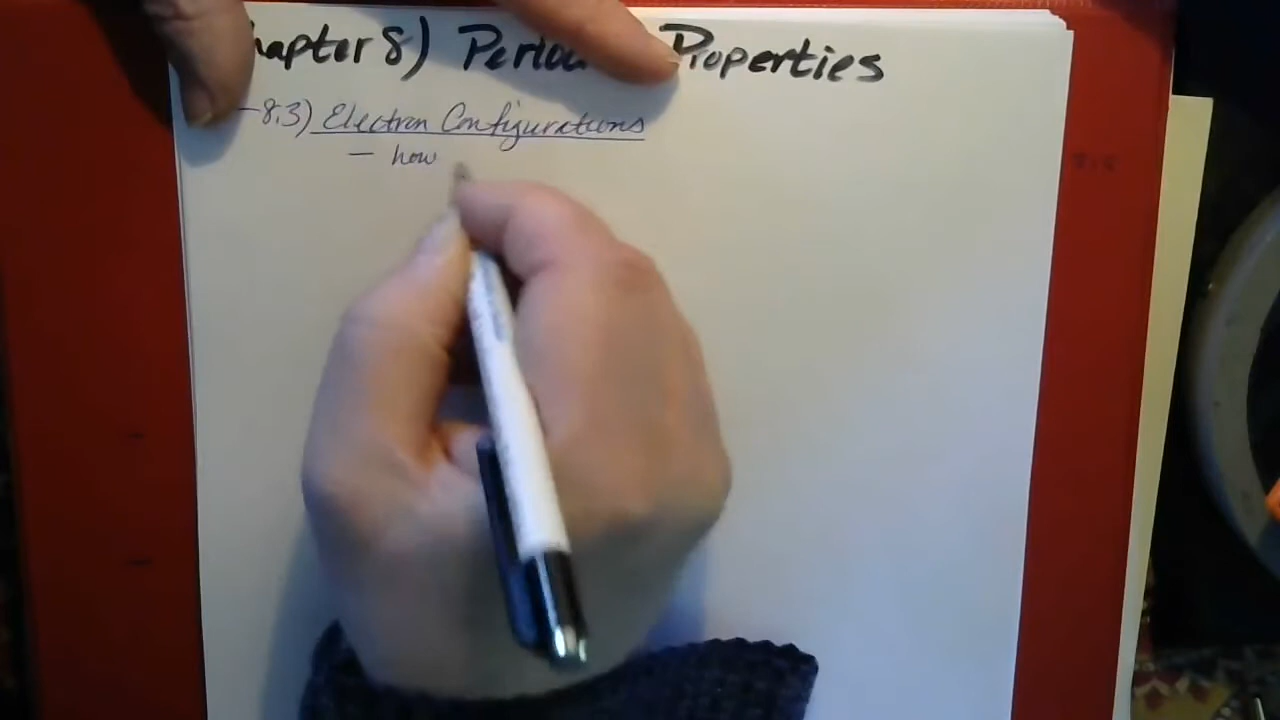 hapter 8) Perio Properties
-8.3) Electron Configurations
- how